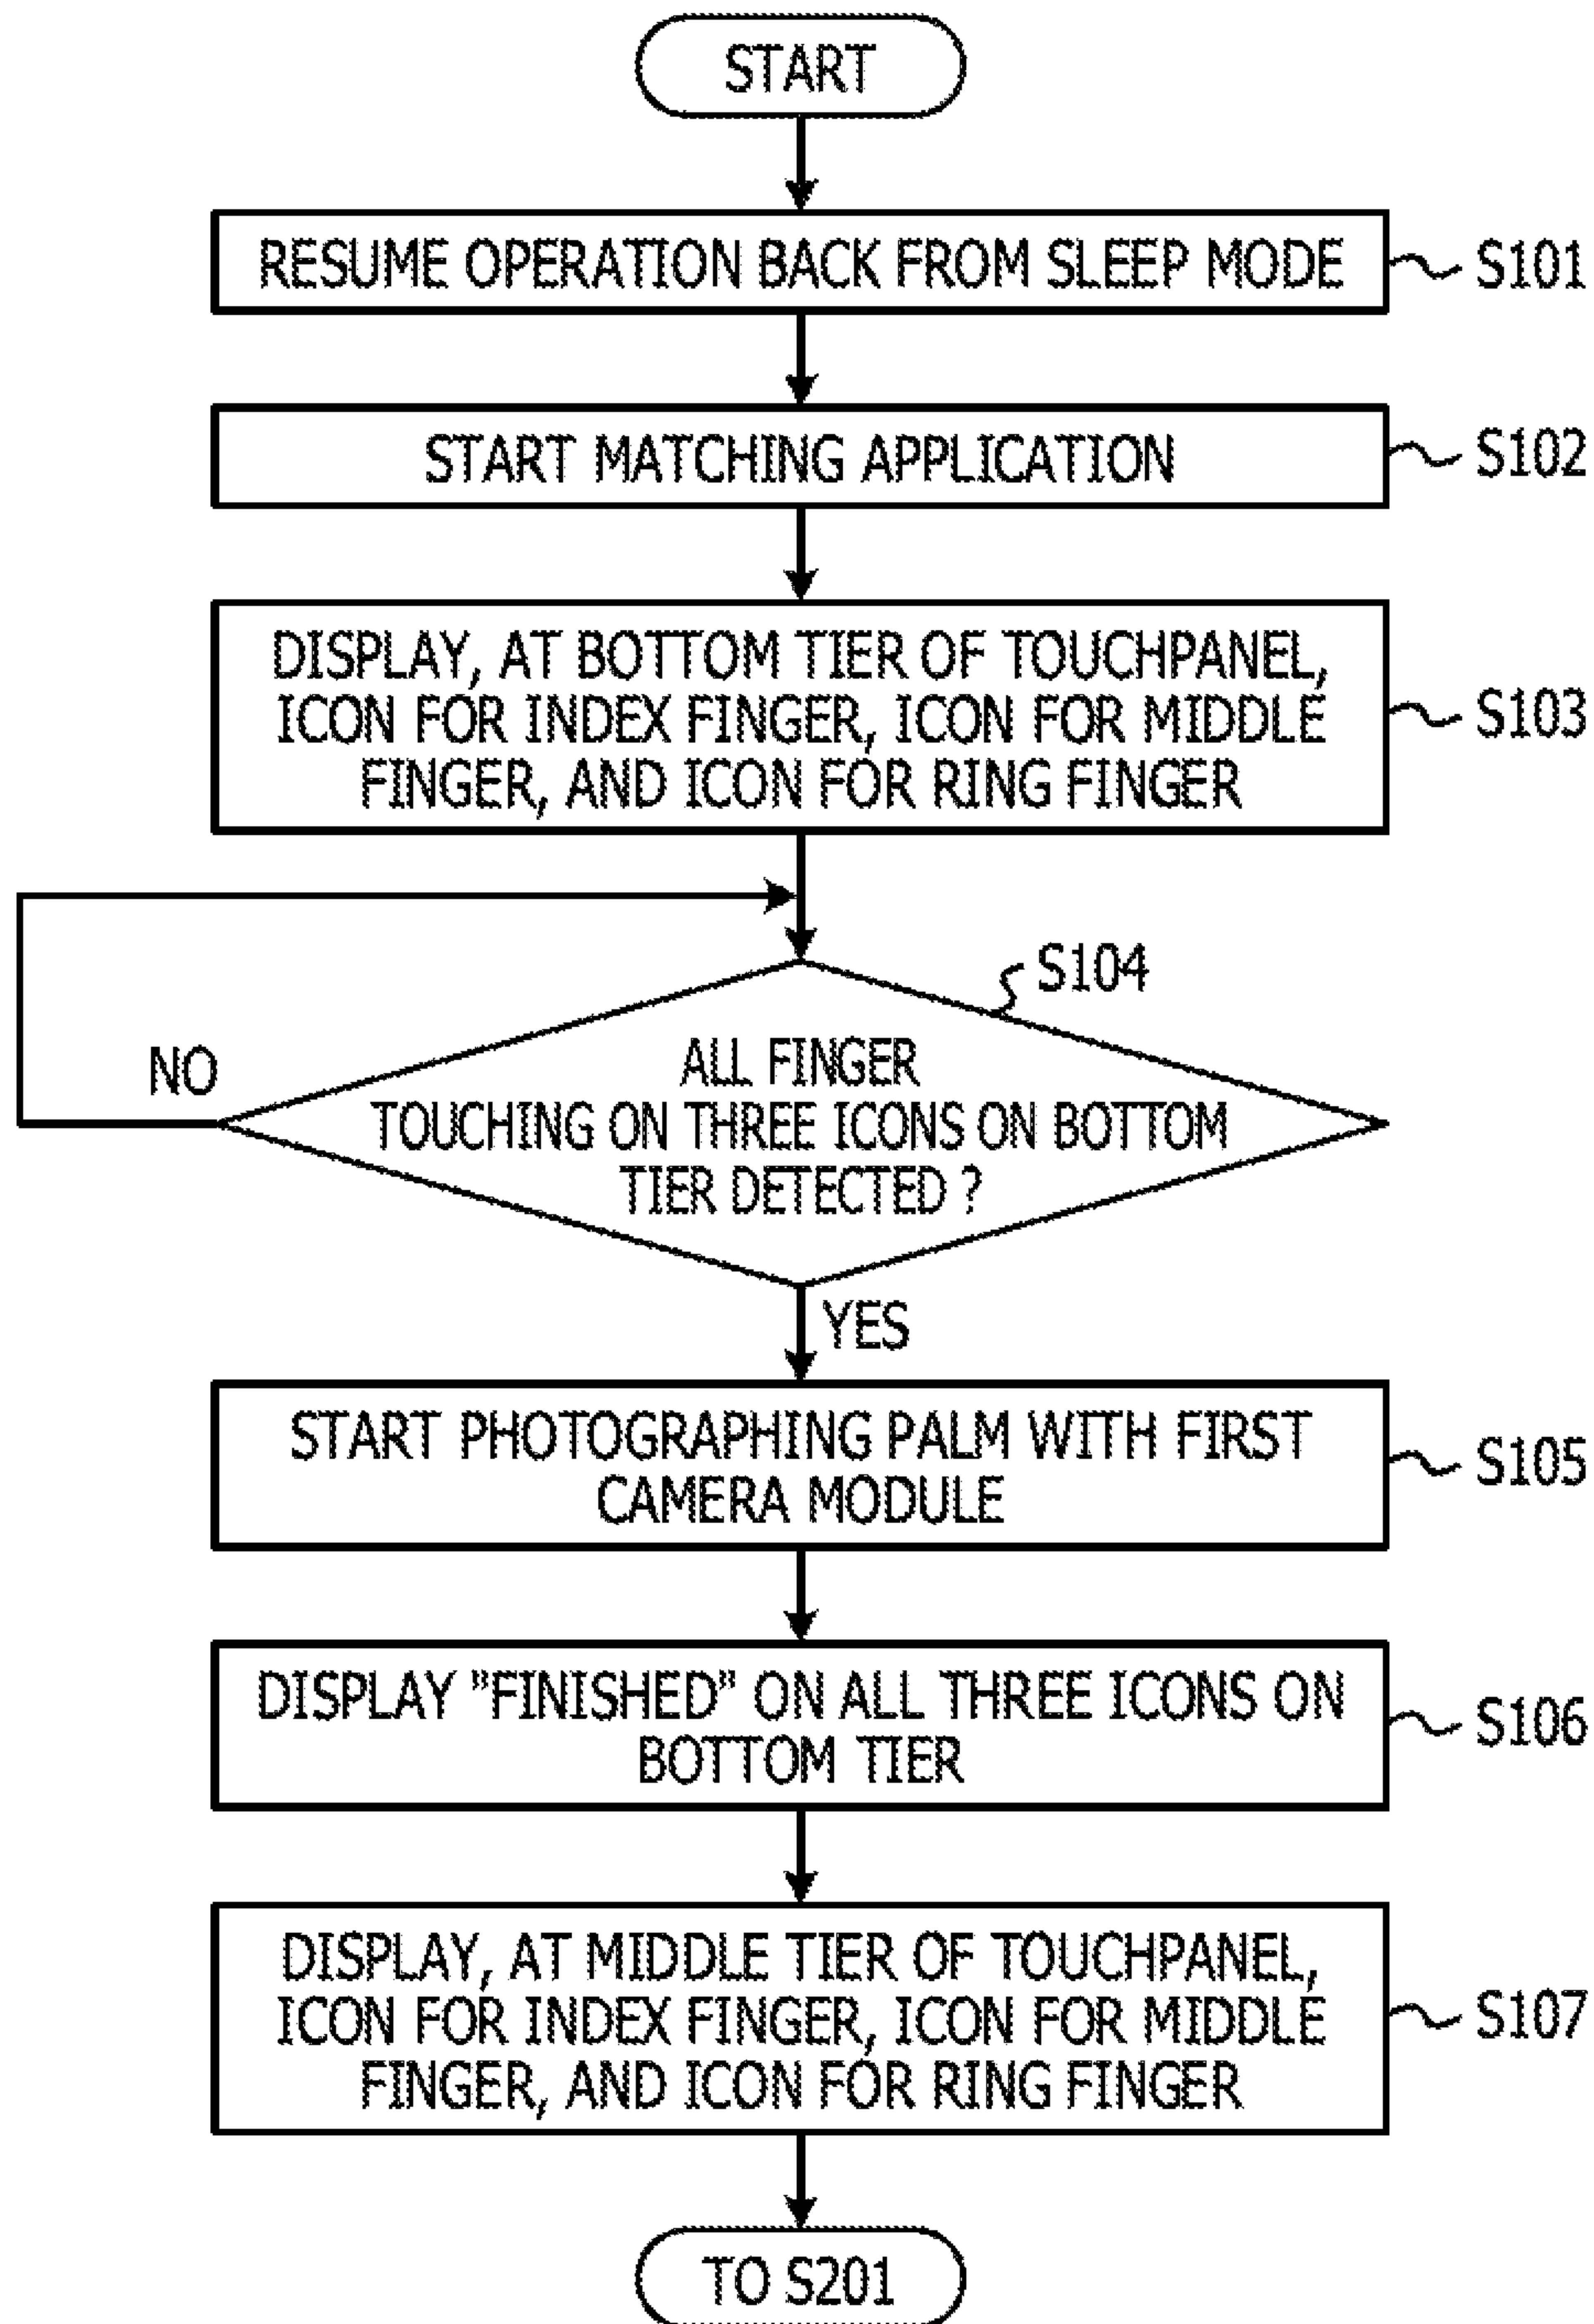 START
RESUME OPERATION BACK FROM SLEEP MODE
S101
START MATCHING APPLICATION
S102
DISPLAY, AT BOTTOM TIER OF TOUCHPANEL,
ICON FOR INDEX FINGER, ICON FOR MIDDLE
FINGER, AND ICON FOR RING FINGER
S103
S104
NO
ALL FINGER
TOUCHING ON THREE ICONS ON BOTTOM
TIER DETECTED ?
YES
START PHOTOGRAPHING PALM WITH FIRST
CAMERA MODULE
S105
DISPLAY "FINISHED" ON ALL THREE ICONS ON
BOTTOM TIER
S106
DISPLAY, AT MIDDLE TIER OF TOUCHPANEL,
ICON FOR INDEX FINGER, ICON FOR MIDDLE
FINGER, AND ICON FOR RING FINGER
S107
TO S201